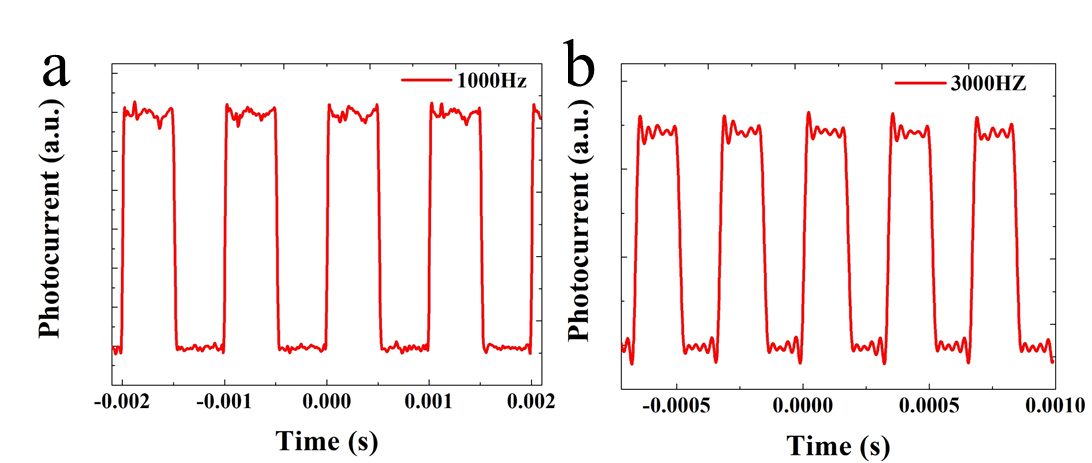 a
1000Hz
Photocurrent (a.u.)
-0.002 -0.001 0.000 0.001 0.002
Time (s)
b
3000HZ
Photocurrent (a.u.)
-0.0005 0.0000 0.0005 0.0010
Time (s)